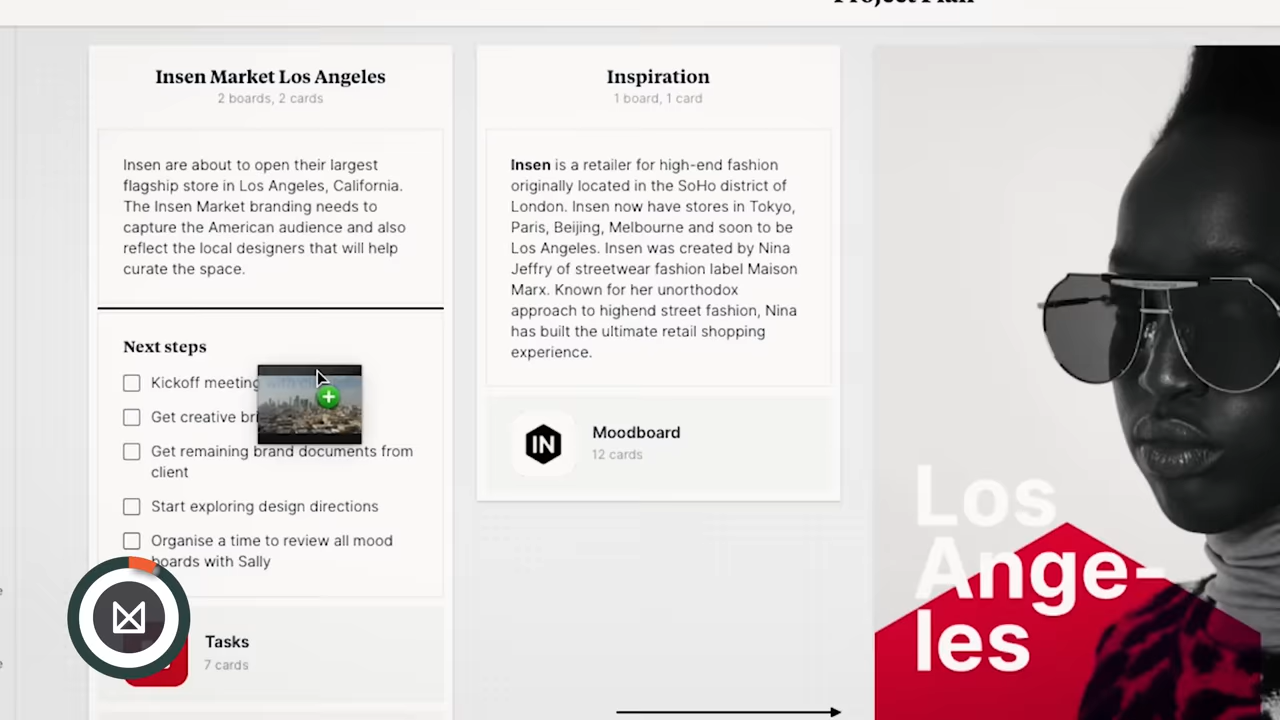 Project Plan
Insen Market Los Angeles
2 boards, 2 cards
Insen are about to open their largest
flagship store in Los Angeles, California.
The Insen Market branding needs to
capture the American audience and also
reflect the local designers that will help
curate the space.
Next steps
Kickoff meeting
Get creative
Get remaining brand documents from
client
Start exploring design directions
Organise a time to review all mood
boards with Sally
Tasks
7 cards
Inspiration
1 board, 1 card
Insen is a retailer for high-end fashion
originally located in the SoHo district of
London. Insen now have stores in Tokyo,
Paris, Beijing, Melbourne and soon to be
Los Angeles. Insen was created by Nina
Jeffry of streetwear fashion label Maison
Marx. Known for her unorthodox
approach to highend street fashion, Nina
has built the ultimate retail shopping
experience.
IN
Moodboard
12 cards
Los
Ange-
les